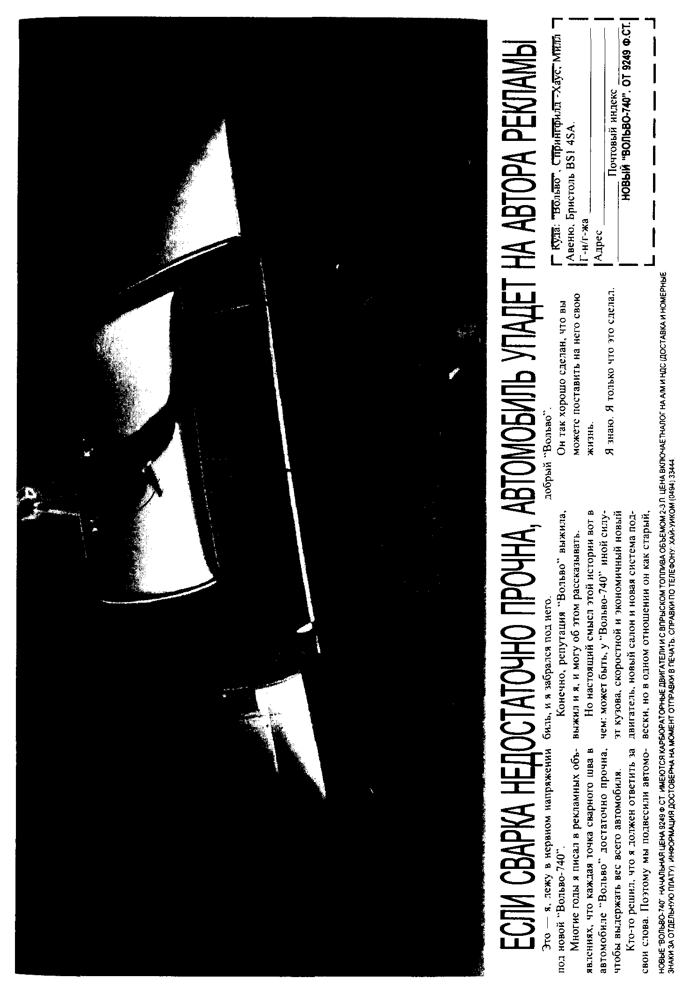 ЕСЛИ СВАРКА НЕДОСТАТОЧНО ПРОЧНА, АВТОМОБИЛЬ УПАДЕТ НА АВТОРА РЕКЛАМЫ
Это — я, лежу в нервном напряжении
под новой “Вольво-740”.
Многие годы я писал в рекламных объ-
явлениях, что каждая точка сварного шва в
автомобиле “Вольво” достаточно прочна,
чтобы выдержать вес всего автомобиля.
Кто-то решил, что я должен ответить за
свои слова. Поэтому мы подвесили автомо-
биль, и я забрался под него.
Конечно, репутация “Вольво” выжила,
выжил и я, и могу об этом рассказывать.
Но настоящий смысл этой истории вот в
чем: может быть, у “Вольво-740” иной силу-
эт кузова, скоростной и экономичный новый
двигатель, новый салон и новая система под-
вески, но в одном отношении он как старый,
добрый “Вольво”.
Он так хорошо сделан, что вы
можете поставить на него свою
жизнь.
Я знаю. Я только что это сделал.
Куда: “Вольво”, Спрингфилд -Хаус, Милл
Авеню, Бристоль BS1 4SA.
Г-н/г-жа
Адрес
Почтовый индекс
НОВЫЙ “ВОЛЬВО-740”. ОТ 9249 Ф.СТ.
НОВЫЕ “ВОЛЬВО-740”. НАЧАЛЬНАЯ ЦЕНА 9249 Ф.СТ. ИМЕЮТСЯ КАРБЮРАТОРНЫЕ ДВИГАТЕЛИ И С ВПРЫСКОМ ТОПЛИВА ОБЪЕМОМ 2-3 Л. ЦЕНА ВКЛЮЧАЕТ НАЛОГ НА А/М И НДС (ДОСТАВКА И НОМЕРНЫЕ
ЗНАКИ ЗА ОТДЕЛЬНУЮ ПЛАТУ). ИНФОРМАЦИЯ ДОСТОВЕРНА НА МОМЕНТ ОТПРАВКИ В ПЕЧАТЬ. СПРАВКИ ПО ТЕЛЕФОНУ: ХАЙ-УИКОМ (0494) 33444.